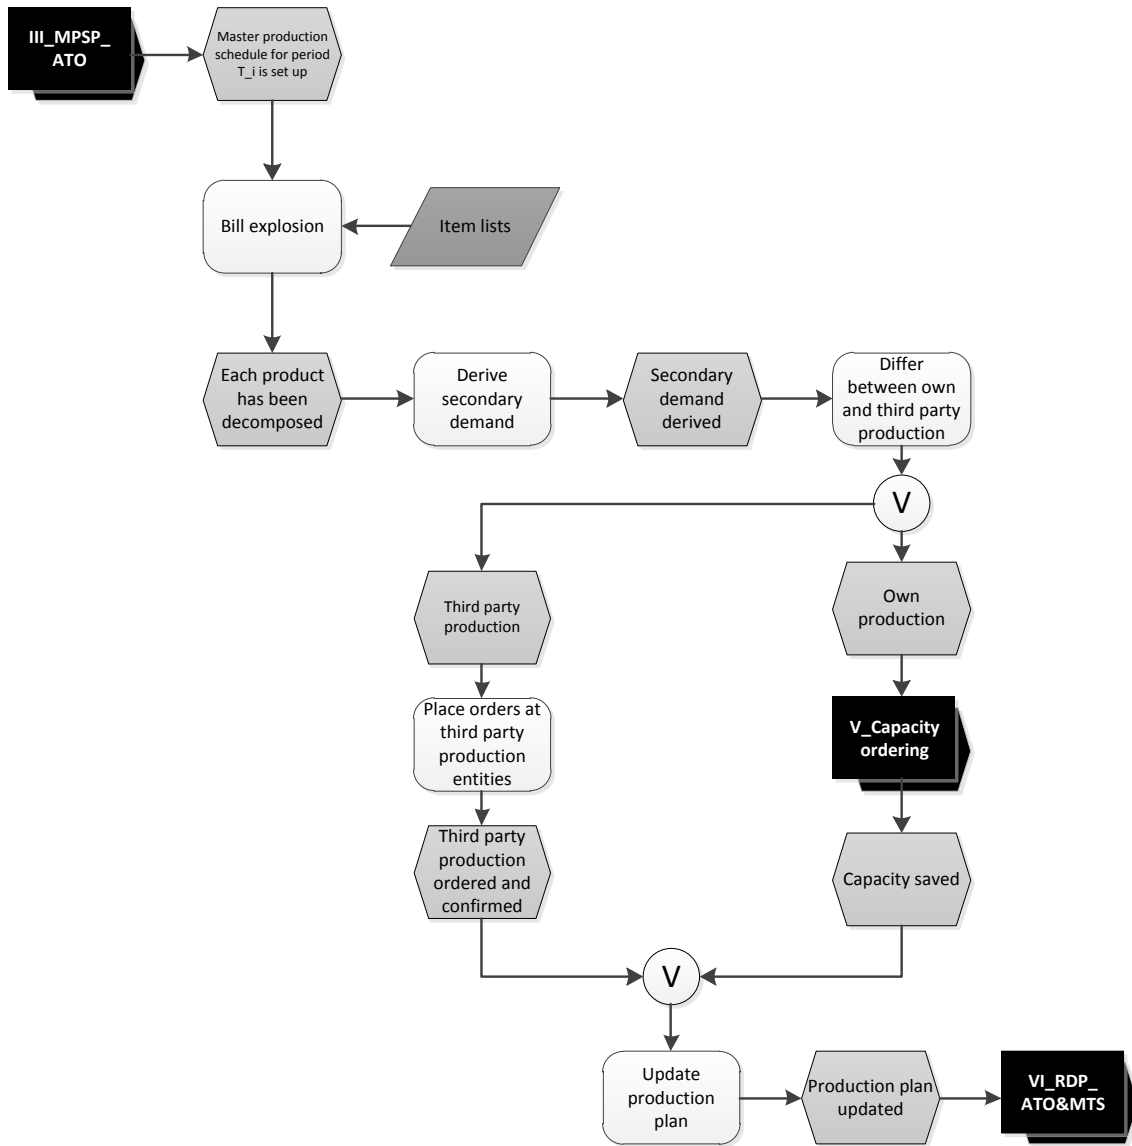 III_MPSP_
ATO
Master production
schedule for period
T_i is set up
Bill explosion
Item lists
Each product
has been
decomposed
Derive
secondary
demand
Secondary
demand
derived
Differ
between own
and third party
production
V
Third party
production
Own
production
Place orders at
third party
production
entities
V_Capacity
ordering
Third party
production
ordered and
confirmed
Capacity saved
V
Update
production
plan
Production plan
updated
VI_RDP_
ATO&MTS